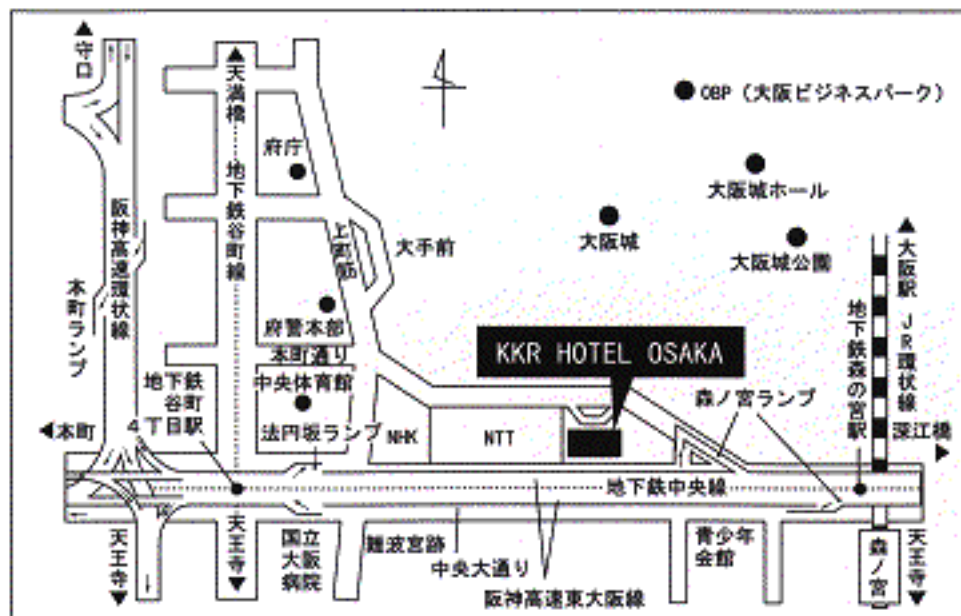 守口
天満橋
OBP（大阪ビジネスパーク）
府庁
地下鉄谷町線
大阪城ホール
阪神高速環状線
上町筋
大手前
大阪城
大阪城公園
大阪駅
JR環状線
本町ランプ
府警本部
地下鉄森の宮駅
KKR HOTEL OSAKA
本町通り
地下鉄
谷町
4丁目駅
中央体育館
森ノ宮ランプ
本町
法円坂ランプ
NHK
NTT
深江橋
地下鉄中央線
天王寺
天王寺
国立
大阪
病院
難波宮跡
中央大通り
阪神高速東大阪線
青少年
会館
森ノ宮
天王寺